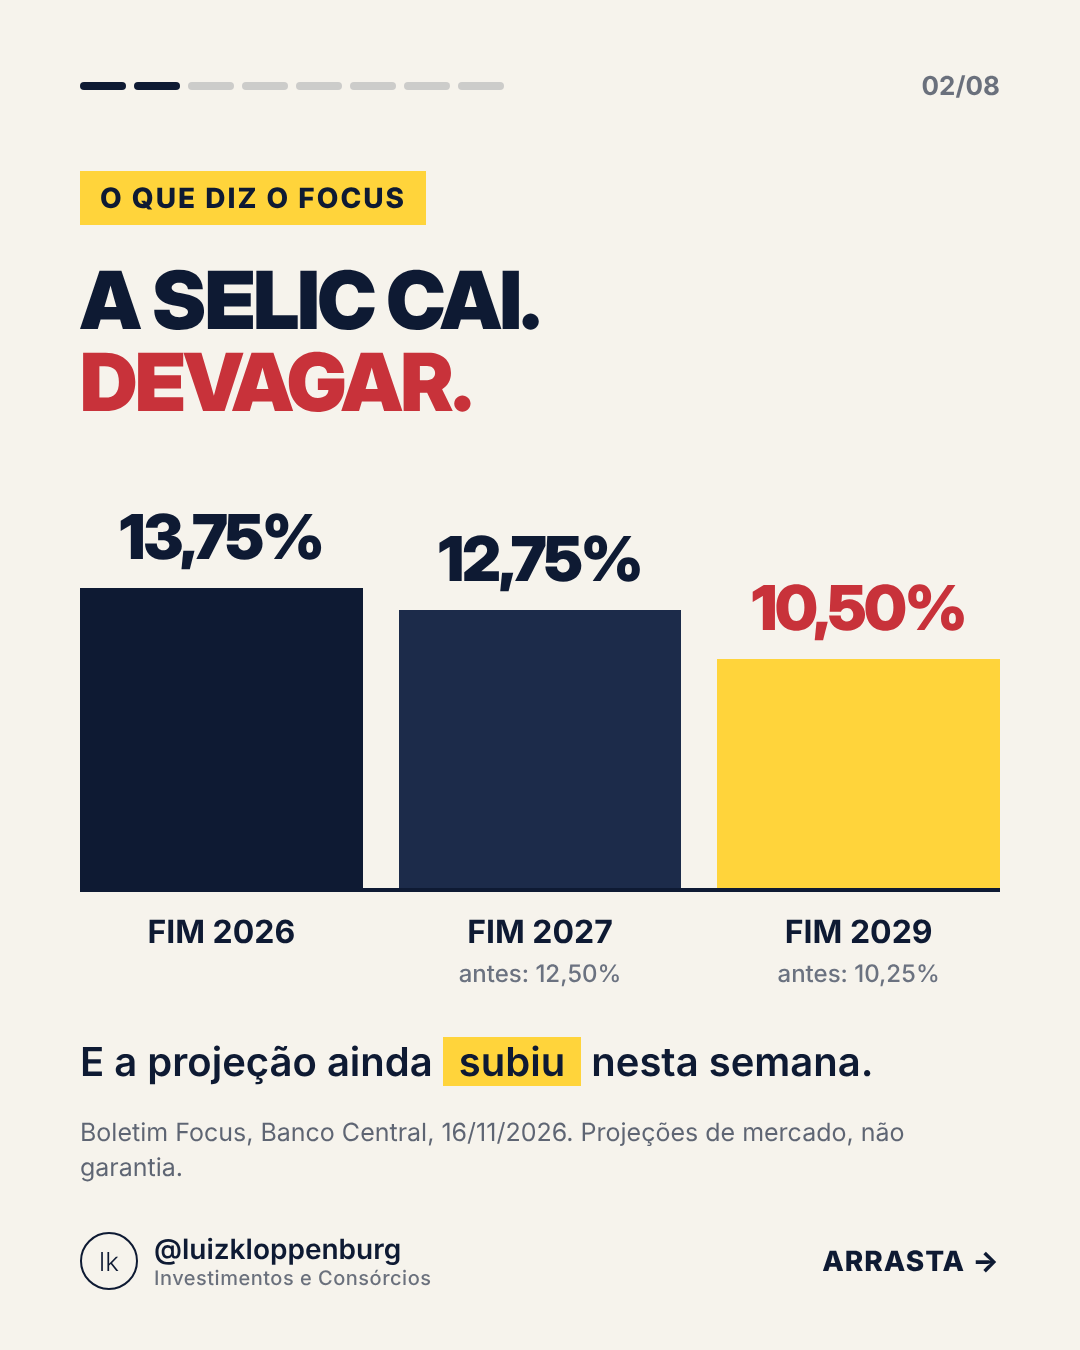 02/08
O QUE DIZ O FOCUS
A SELIC CAI.
DEVAGAR.
13,75%
12,75%
10,50%
FIM 2026
FIM 2027
FIM 2029
antes: 12,50%
antes: 10,25%
E a projeção ainda subiu nesta semana.
Boletim Focus, Banco Central, 16/11/2026. Projeções de mercado, não
garantia.
lk
@luizkloppenburg
Investimentos e Consórcios
ARRASTA →